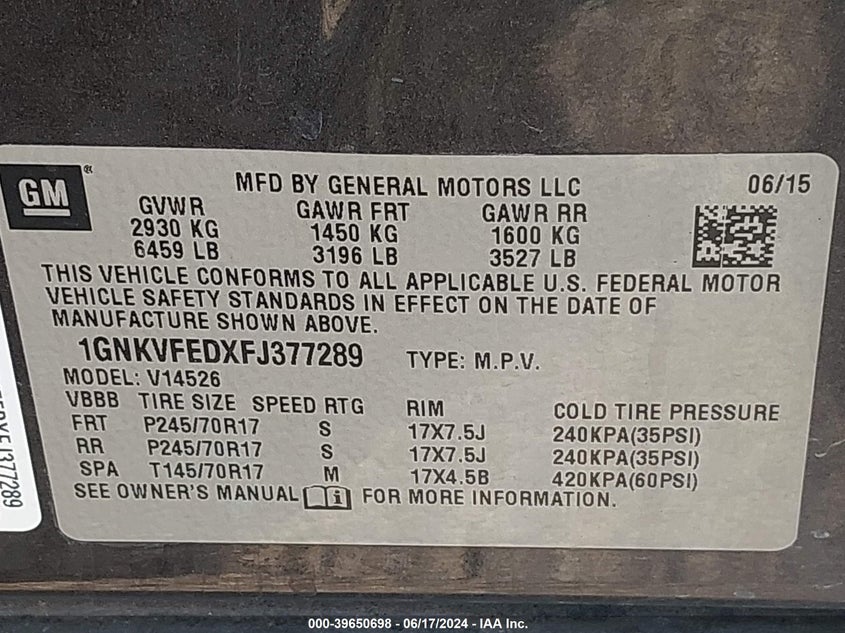 GM®
MFD BY GENERAL MOTORS LLC 06/15
GVWR GAWR FRT GAWR RR
2930 KG 1450 KG 1600 KG
6459 LB 3196 LB 3527 LB
THIS VEHICLE CONFORMS TO ALL APPLICABLE U.S. FEDERAL MOTOR
VEHICLE SAFETY STANDARDS IN EFFECT ON THE DATE OF
MANUFACTURE SHOWN ABOVE.
1GNKVFEDXFJ377289 TYPE: M.P.V.
MODEL: V14526
VBBB TIRE SIZE SPEED RTG RIM COLD TIRE PRESSURE
FRT P245/70R17 S 17X7.5J 240KPA(35PSI)
RR P245/70R17 S 17X7.5J 240KPA(35PSI)
SPA T145/70R17 M 17X4.5B 420KPA(60PSI)
SEE OWNER'S MANUAL FOR MORE INFORMATION.
000-39650698 - 06/17/2024 - IAA Inc.